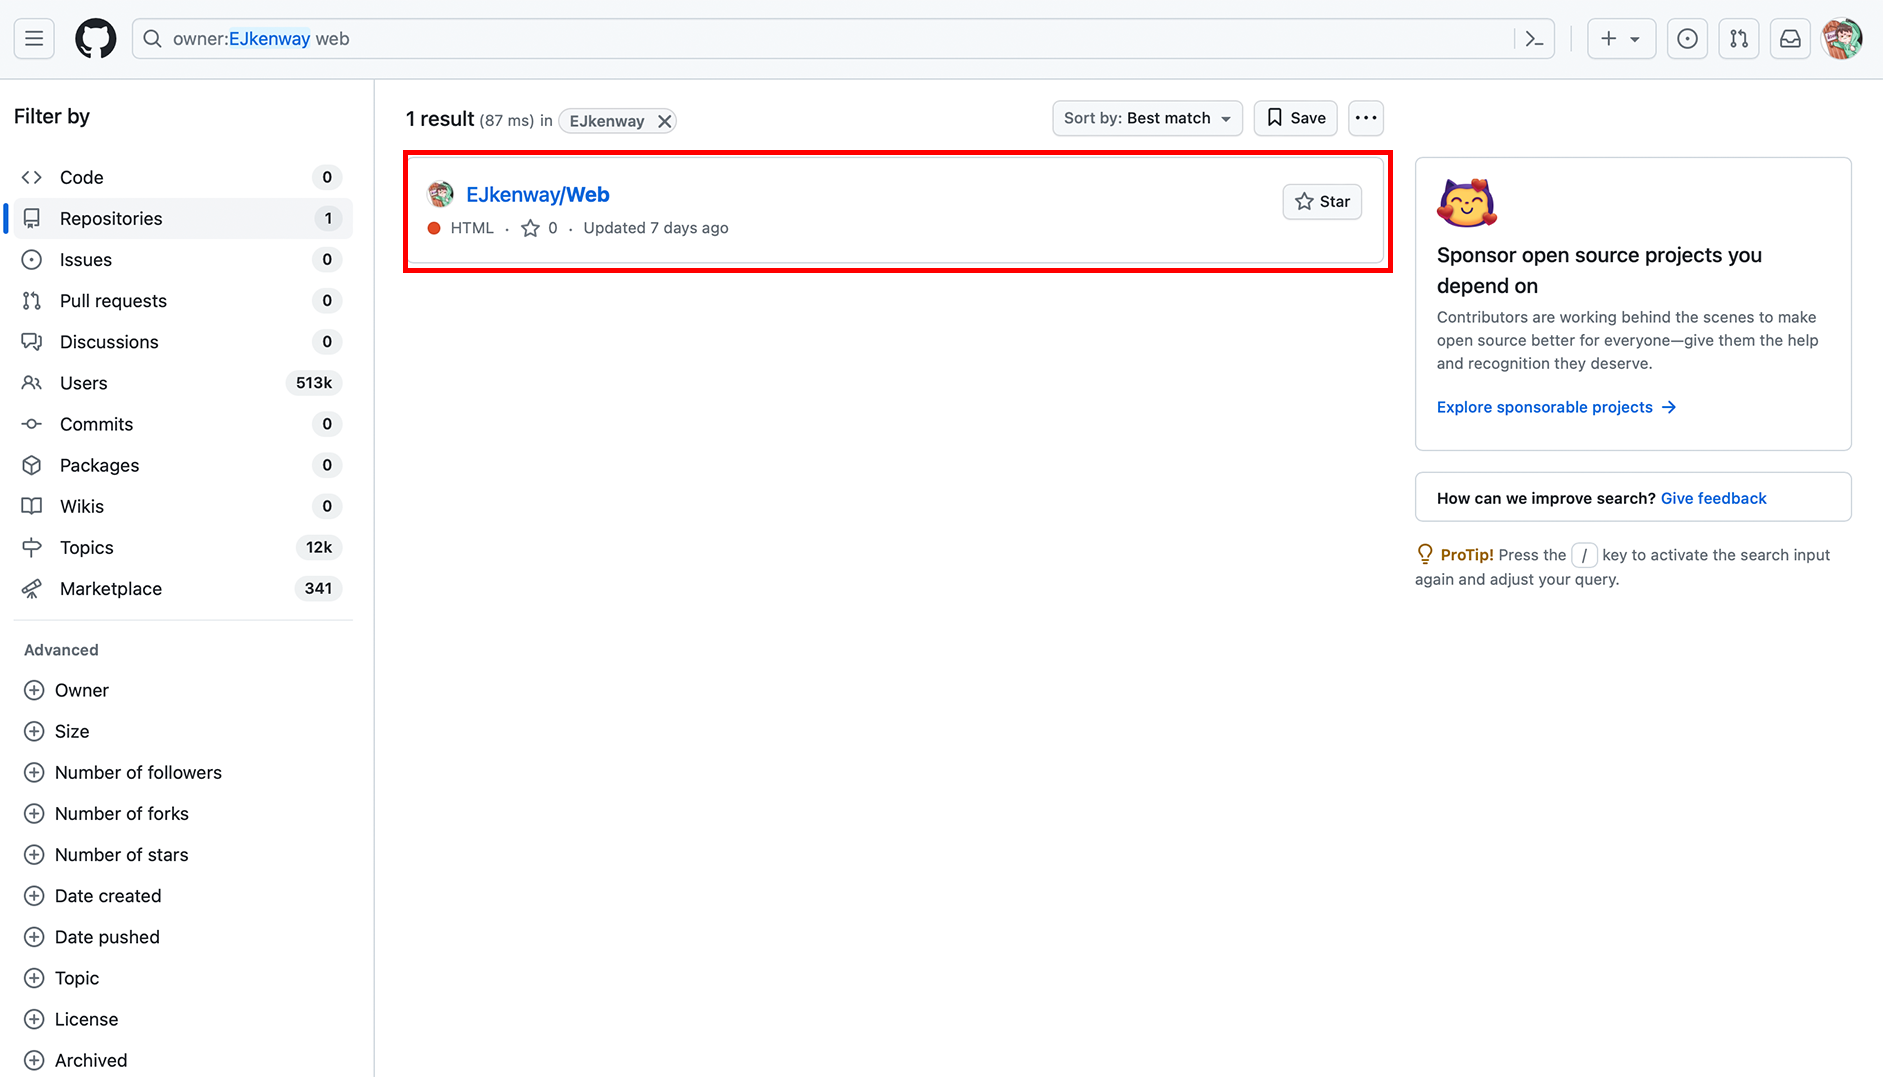 owner:EJkenway web
Filter by
Code 0
Repositories 1
Issues 0
Pull requests 0
Discussions 0
Users 513k
Commits 0
Packages 0
Wikis 0
Topics 12k
Marketplace 341
Advanced
Owner
Size
Number of followers
Number of forks
Number of stars
Date created
Date pushed
Topic
License
Archived
1 result (87 ms) in EJkenway
Sort by: Best match
Save
EJkenway/Web
Star
HTML · 0 · Updated 7 days ago
Sponsor open source projects you
depend on
Contributors are working behind the scenes to make
open source better for everyone—give them the help
and recognition they deserve.
Explore sponsorable projects →
How can we improve search? Give feedback
ProTip! Press the / key to activate the search input
again and adjust your query.